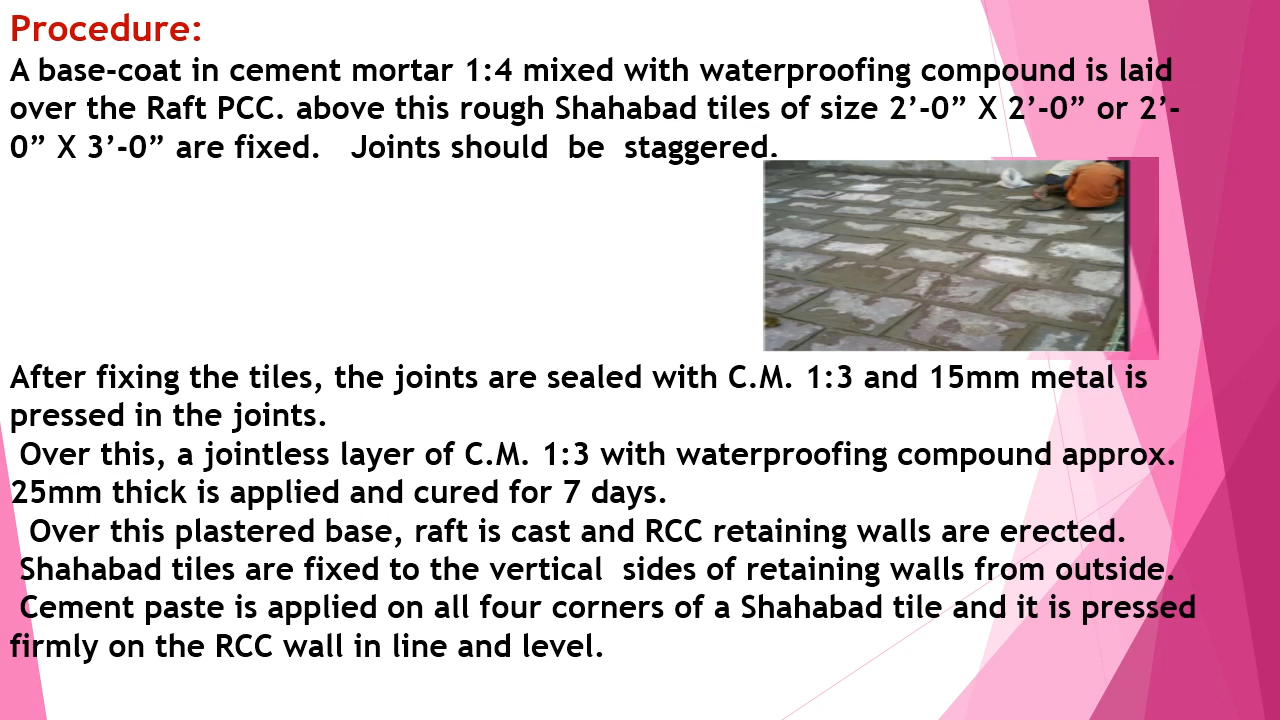 Procedure:
A base-coat in cement mortar 1:4 mixed with waterproofing compound is laid
over the Raft PCC. above this rough Shahabad tiles of size 2’-0” X 2’-0” or 2’-
0” X 3’-0” are fixed.   Joints should  be  staggered.
After fixing the tiles, the joints are sealed with C.M. 1:3 and 15mm metal is
pressed in the joints.
Over this, a jointless layer of C.M. 1:3 with waterproofing compound approx.
25mm thick is applied and cured for 7 days.
Over this plastered base, raft is cast and RCC retaining walls are erected.
Shahabad tiles are fixed to the vertical  sides of retaining walls from outside.
Cement paste is applied on all four corners of a Shahabad tile and it is pressed
firmly on the RCC wall in line and level.